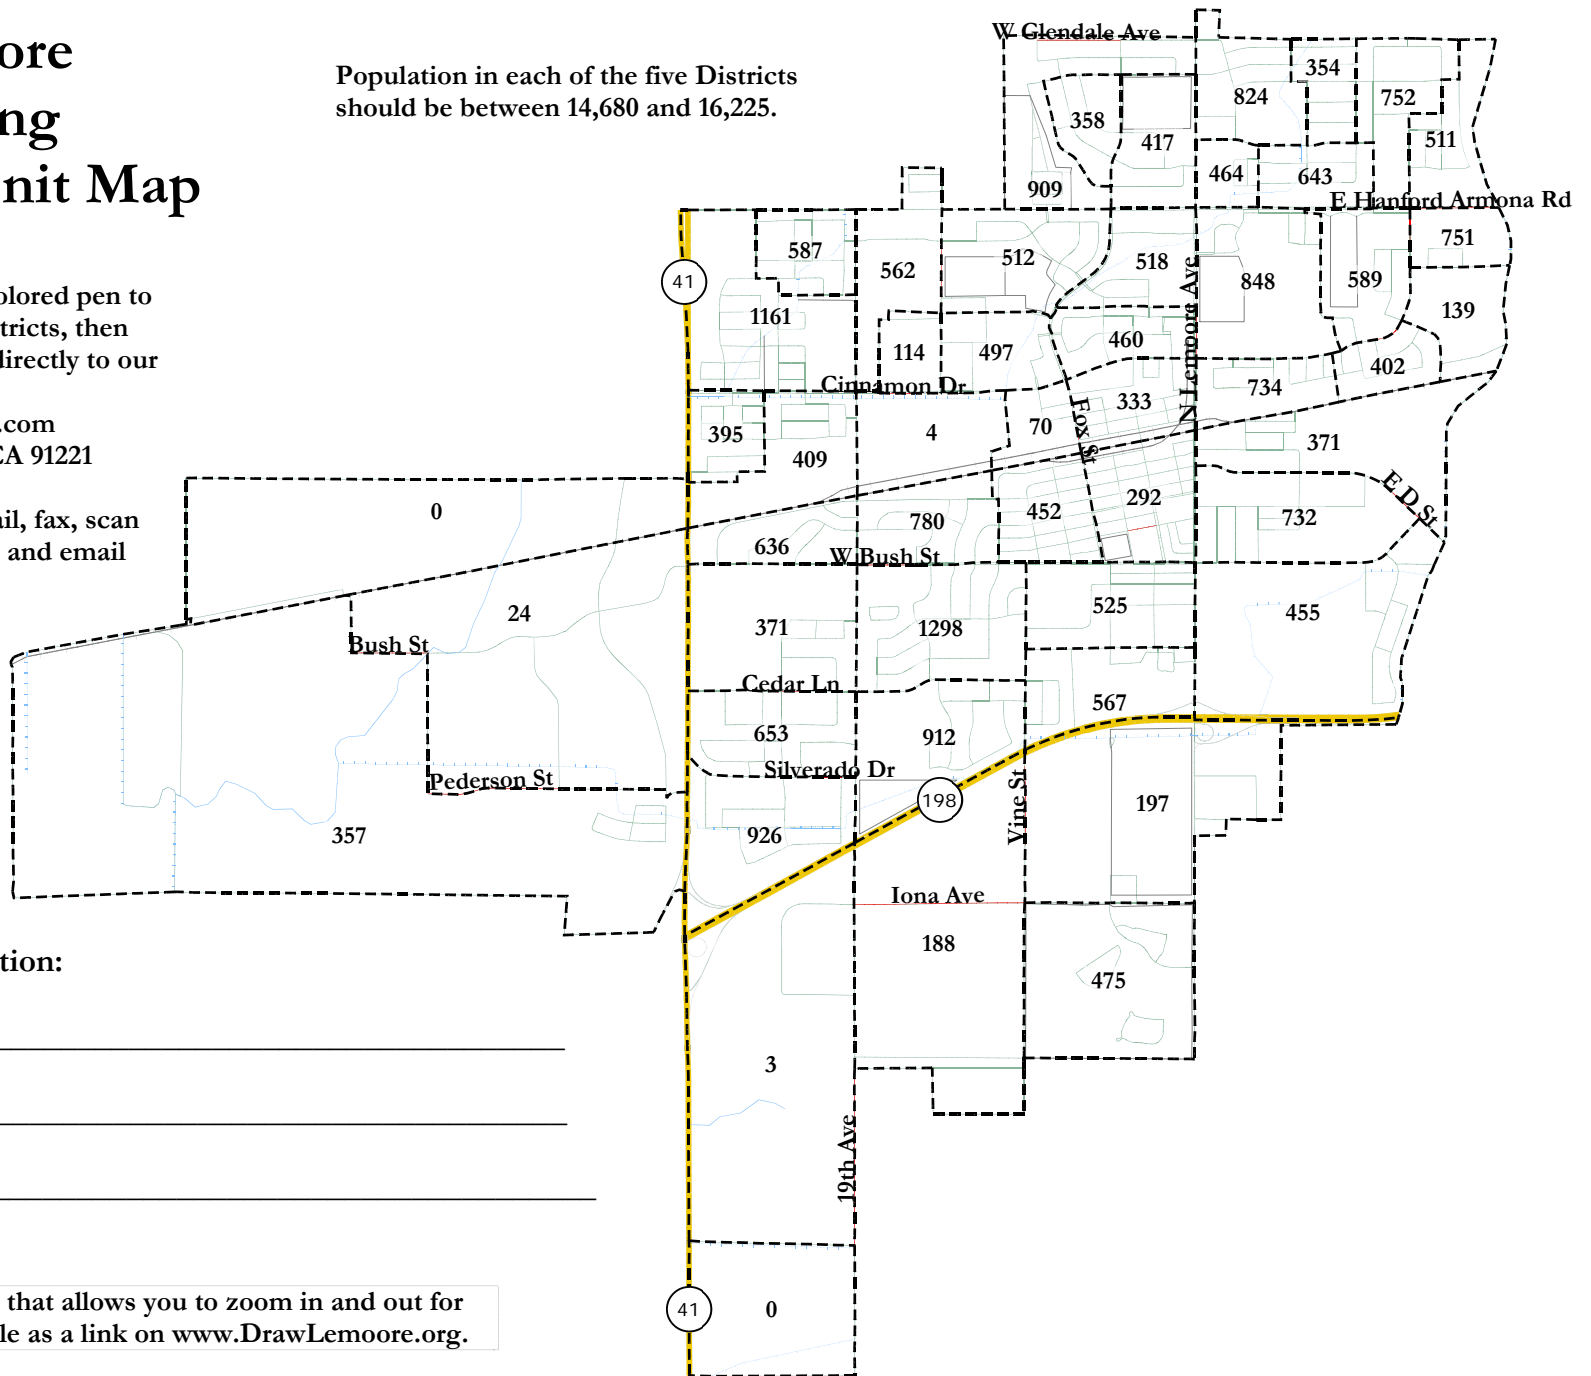 ore
ng
nit Map
Population in each of the five Districts
should be between 14,680 and 16,225.
olored pen to
tricts, then
directly to our
.com
CA 91221
ail, fax, scan
and email
tion:
that allows you to zoom in and out for
le as a link on www.DrawLemoore.org.
W Glendale Ave
354
824
752
358
417
511
464
643
909
E Hanford Armona Rd
587
562
512
518
751
41
848
589
1161
139
N Lemoore Ave
114
497
460
402
Cinnamon Dr
734
333
395
4
70
Fox St
409
371
0
452
292
E D St
780
732
636
W Bush St
24
525
455
371
1298
Bush St
Cedar Ln
567
653
912
Silverado Dr
Pederson St
198
Vine St
197
357
926
Iona Ave
188
475
3
19th Ave
41
0